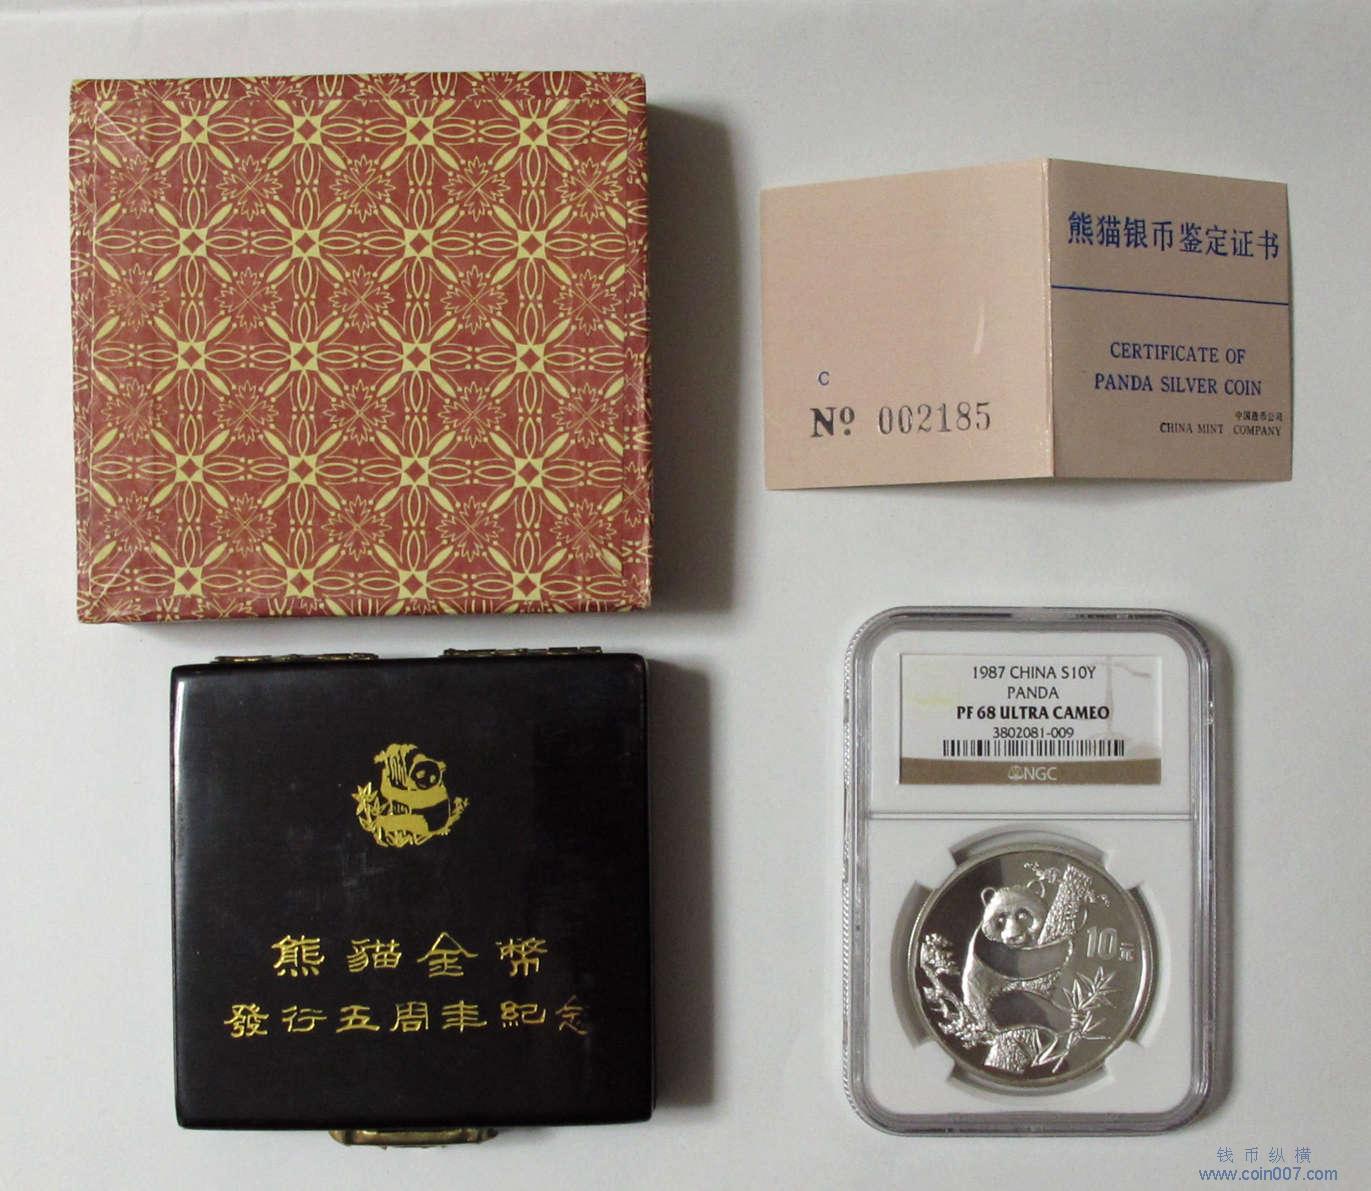 熊猫银币鉴定证书
CERTIFICATE OF
PANDA SILVER COIN
中国造币公司
CHINA MINT COMPANY
C
No 002185
熊貓金幣
發行五周年紀念
1987 CHINA S10Y
PANDA
PF 68 ULTRA CAMEO
3802081-009
NGC
10元
钱币纵横
www.coin007.com